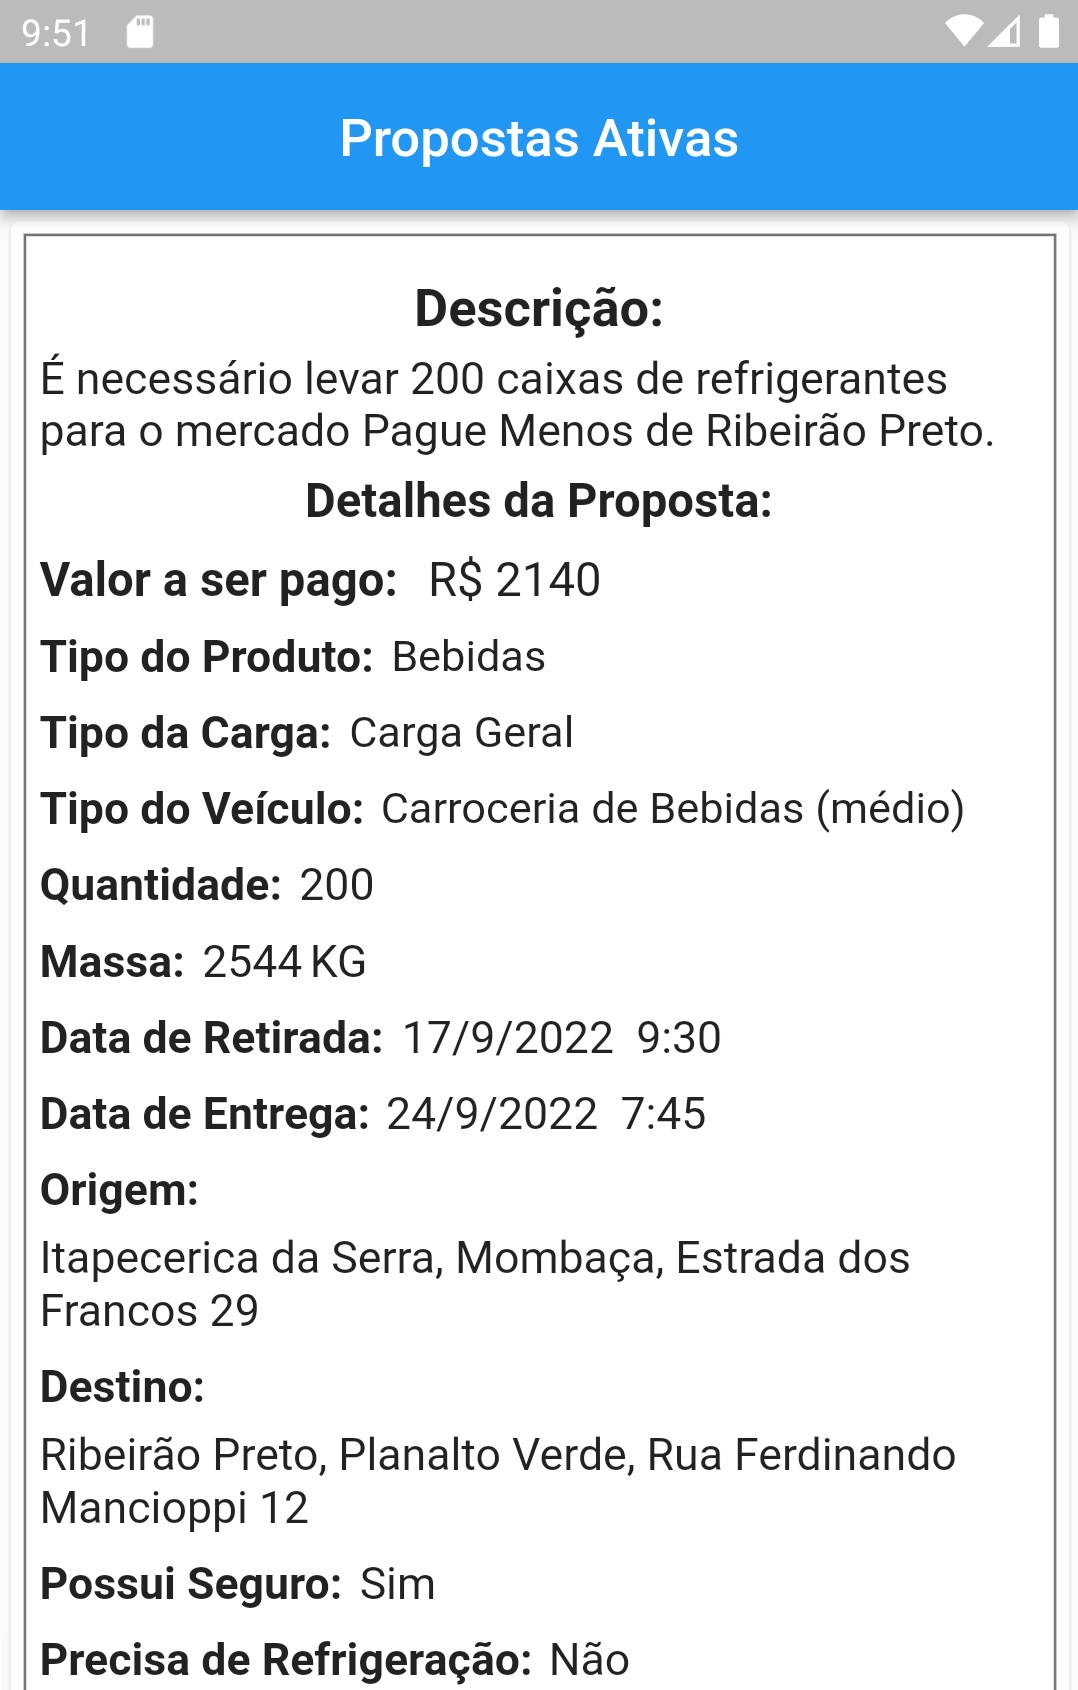 9:51
Propostas Ativas
Descrição:
É necessário levar 200 caixas de refrigerantes
para o mercado Pague Menos de Ribeirão Preto.
Detalhes da Proposta:
Valor a ser pago: R$ 2140
Tipo do Produto: Bebidas
Tipo da Carga: Carga Geral
Tipo do Veículo: Carroceria de Bebidas (médio)
Quantidade: 200
Massa: 2544 KG
Data de Retirada: 17/9/2022 9:30
Data de Entrega: 24/9/2022 7:45
Origem:
Itapecerica da Serra, Mombaça, Estrada dos
Francos 29
Destino:
Ribeirão Preto, Planalto Verde, Rua Ferdinando
Mancioppi 12
Possui Seguro: Sim
Precisa de Refrigeração: Não